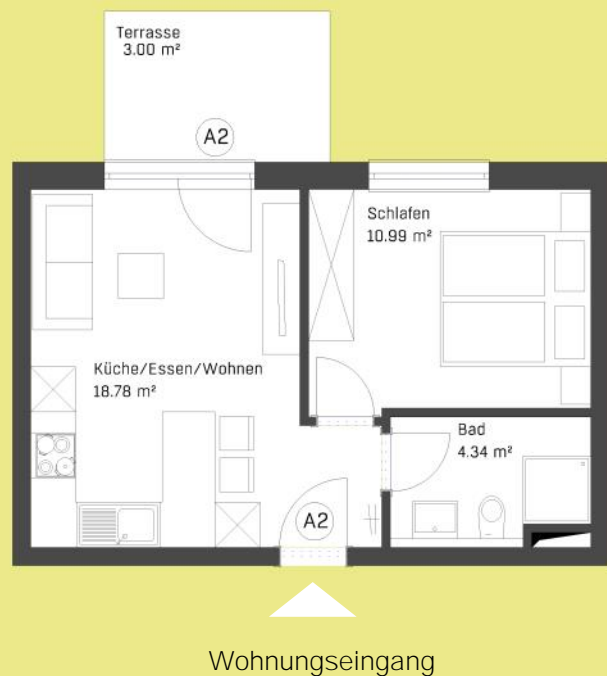 Terrasse
3.00 m²
A2
Schlafen
10.99 m²
Küche/Essen/Wohnen
18.78 m²
Bad
4.34 m²
A2
Wohnungseingang